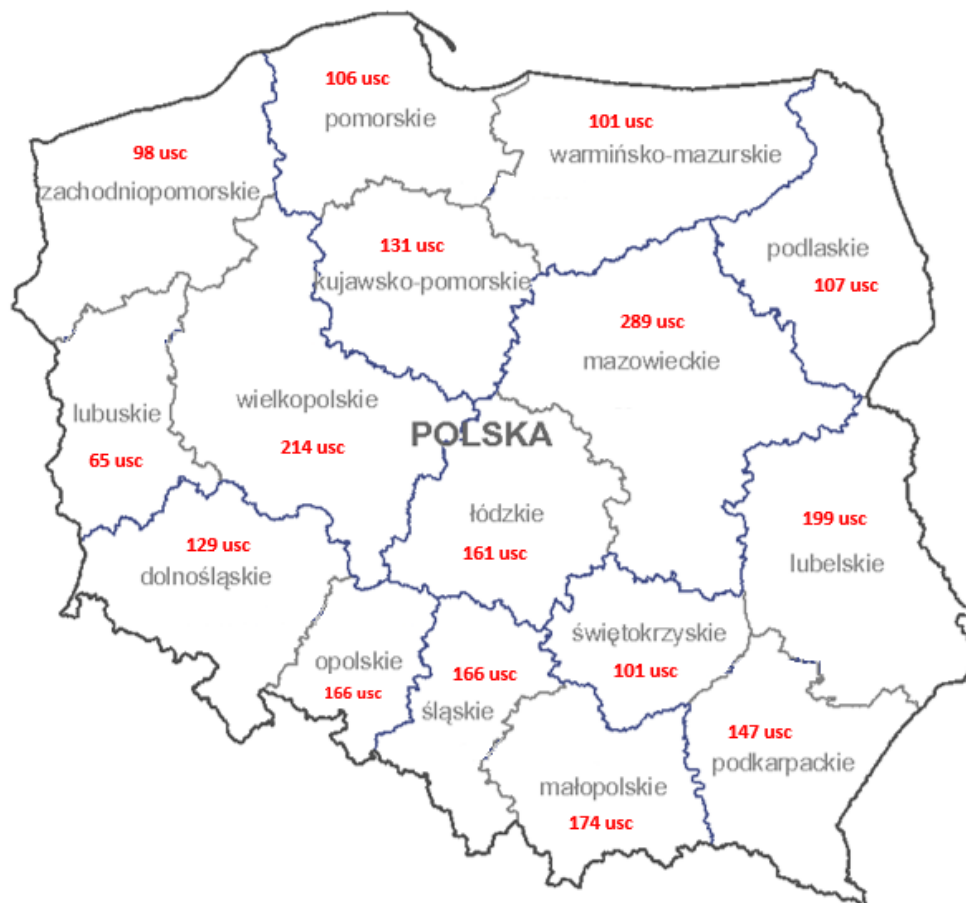 106 usc
pomorskie
101 usc
warmińsko-mazurskie
98 usc
zachodniopomorskie
131 usc
kujawsko-pomorskie
podlaskie
107 usc
289 usc
mazowieckie
lubuskie
65 usc
wielkopolskie
214 usc
POLSKA
łódzkie
161 usc
199 usc
lubelskie
129 usc
dolnośląskie
opolskie
166 usc
166 usc
śląskie
świętokrzyskie
101 usc
147 usc
podkarpackie
małopolskie
174 usc